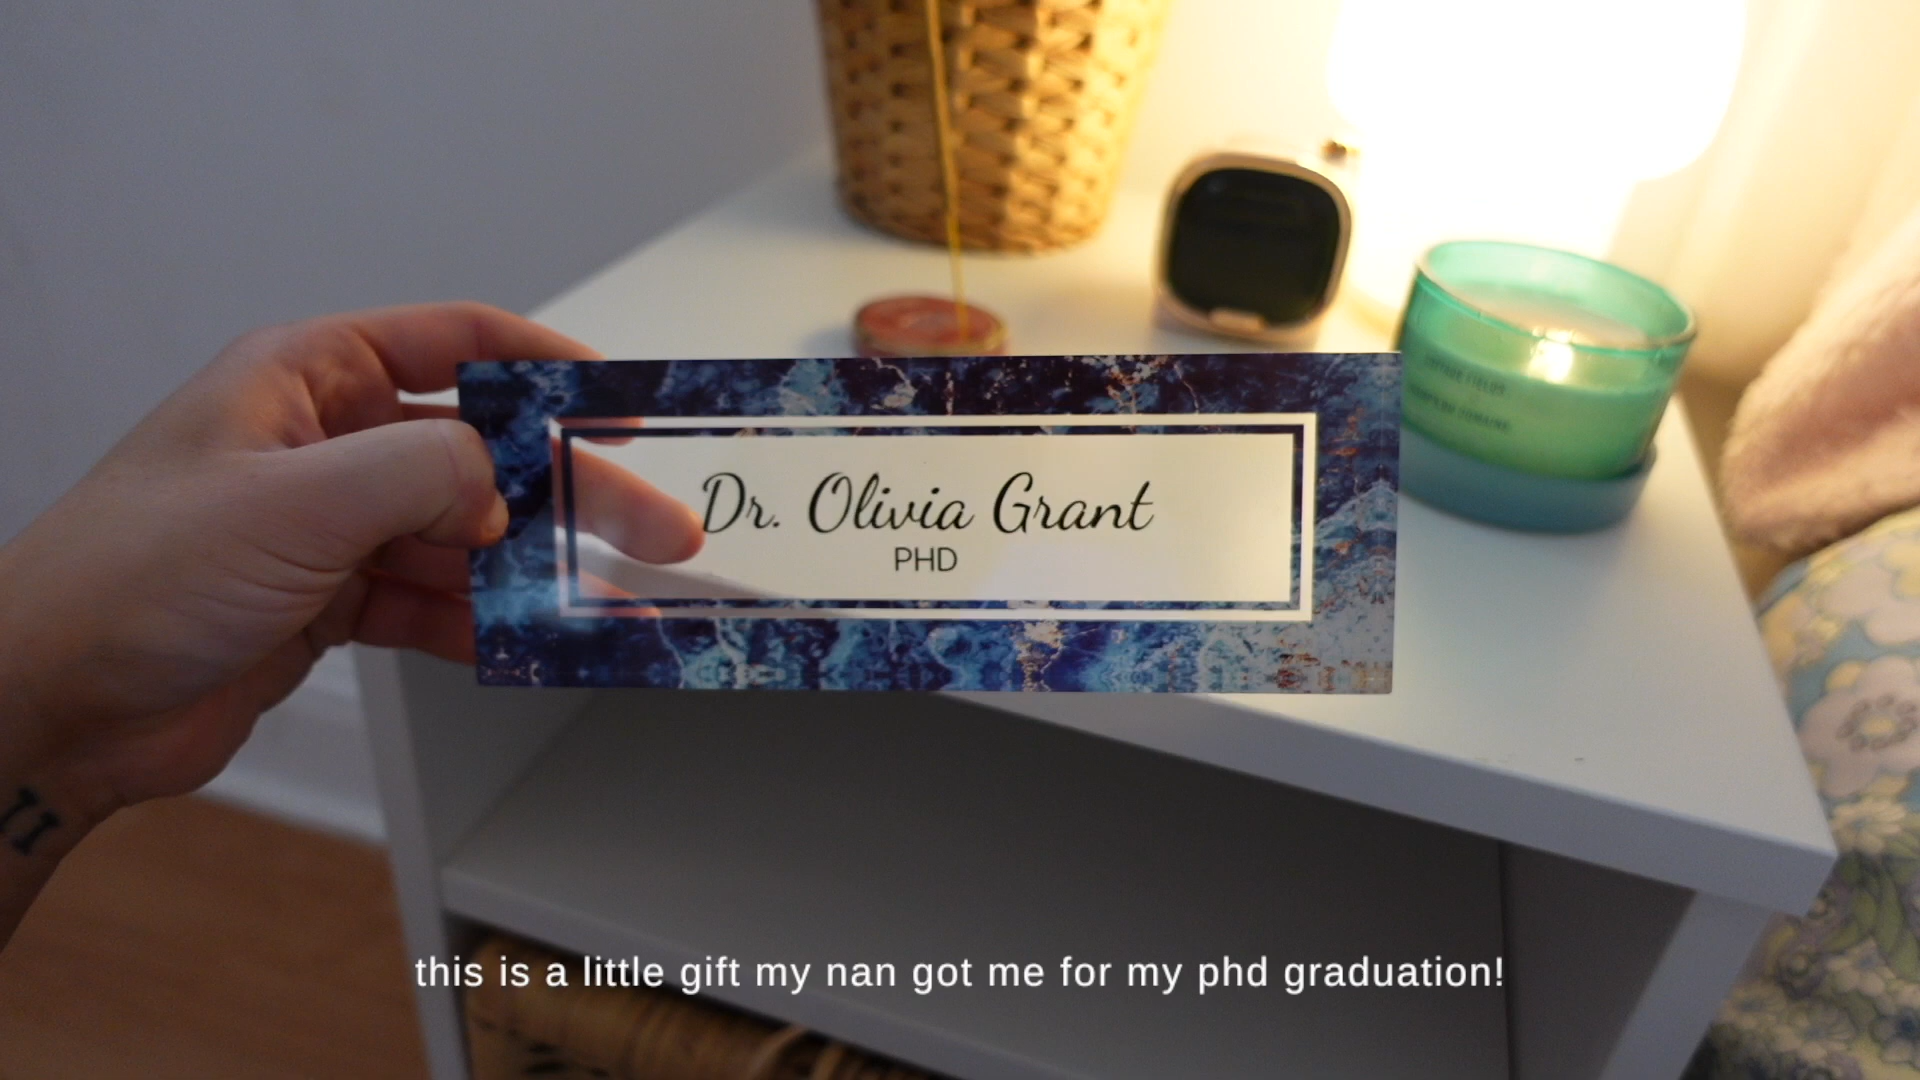 Dr. Olivia Grant
PHD
this is a little gift my nan got me for my phd graduation!